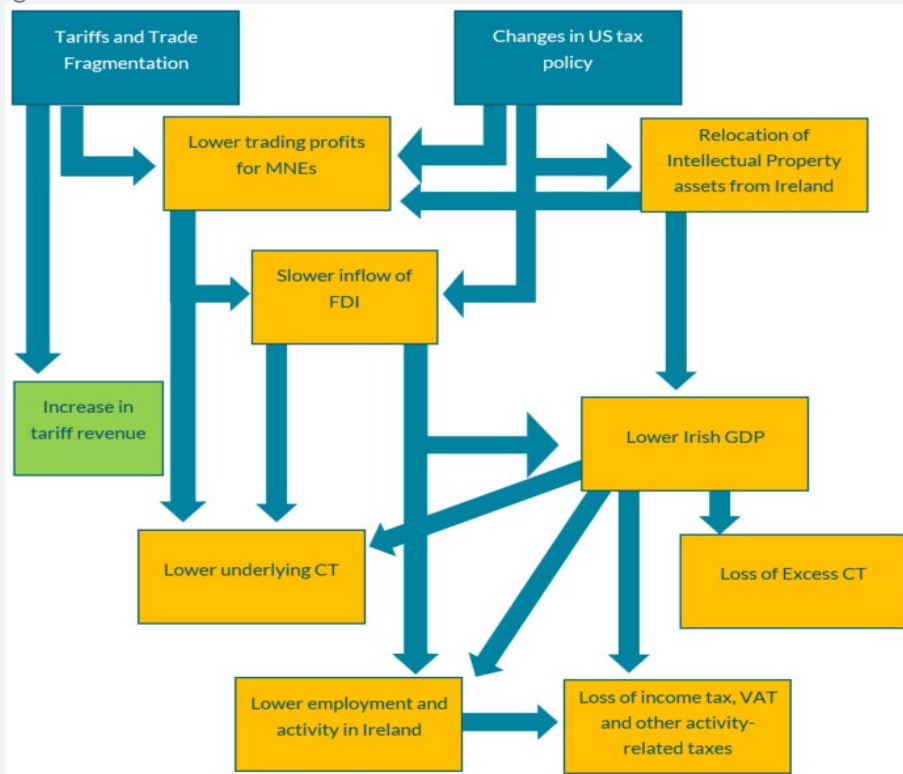 Tariffs and Trade
Fragmentation
Changes in US tax
policy
Lower trading profits
for MNEs
Relocation of
Intellectual Property
assets from Ireland
Slower inflow of
FDI
Increase in
tariff revenue
Lower Irish GDP
Lower underlying CT
Loss of Excess CT
Lower employment and
activity in Ireland
Loss of income tax, VAT
and other activity-
related taxes